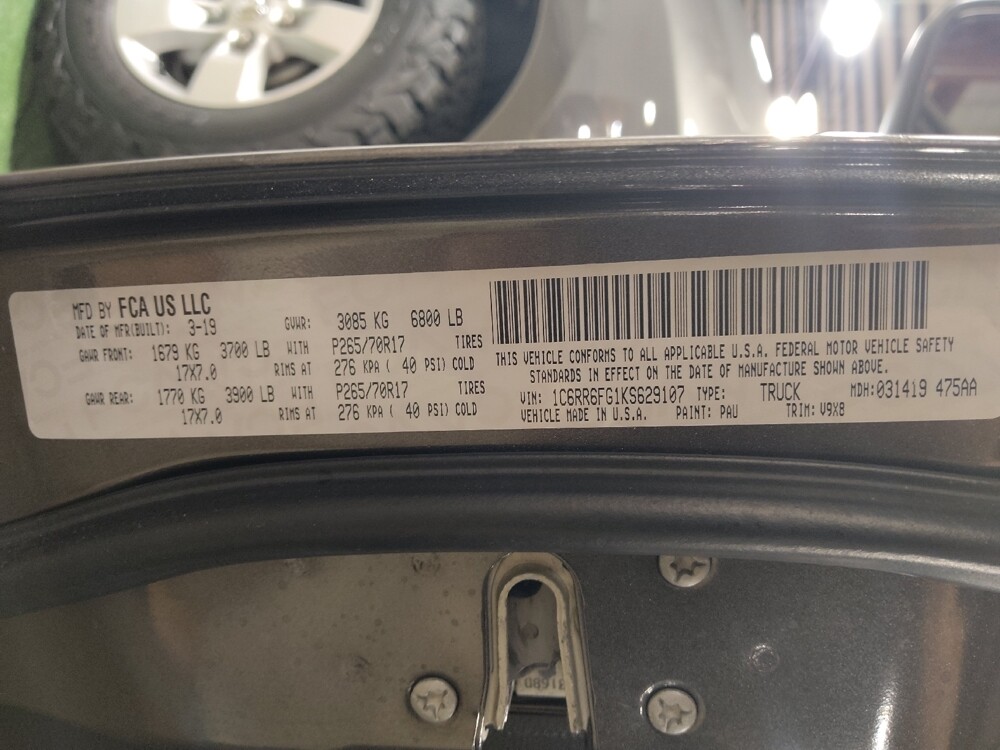 MFD BY FCA US LLC
DATE OF MFR(BUILT): 3-19 GVWR: 3085 KG 6800 LB
GAWR FRONT: 1679 KG 3700 LB WITH P265/70R17 TIRES
17X7.0 RIMS AT 276 KPA ( 40 PSI) COLD
GAWR REAR: 1770 KG 3900 LB WITH P265/70R17 TIRES
17X7.0 RIMS AT 276 KPA ( 40 PSI) COLD
THIS VEHICLE CONFORMS TO ALL APPLICABLE U.S.A. FEDERAL MOTOR VEHICLE SAFETY
STANDARDS IN EFFECT ON THE DATE OF MANUFACTURE SHOWN ABOVE.
VIN: 1C6RR6FG1KS629107 TYPE: TRUCK MDH:031419 475AA
VEHICLE MADE IN U.S.A. PAINT: PAU TRIM: V9X8